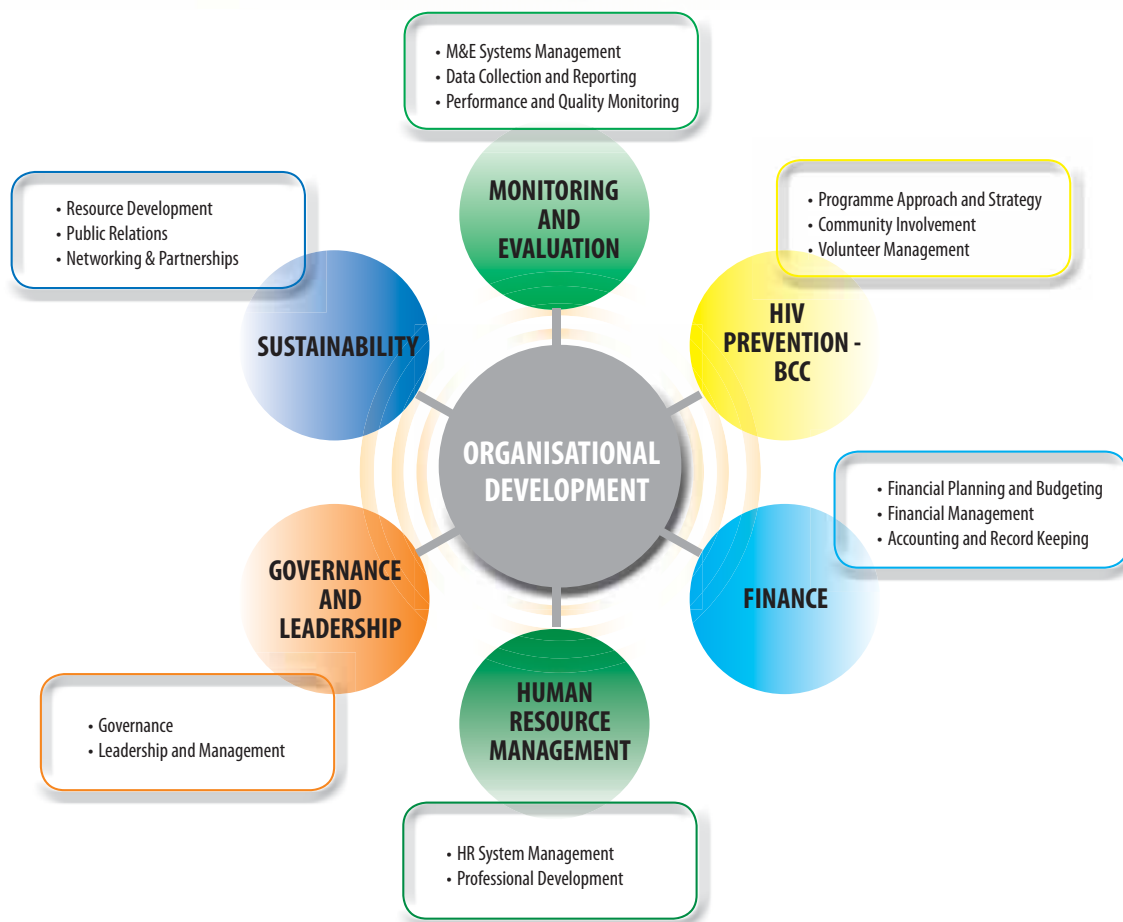 • M&E Systems Management
• Data Collection and Reporting
• Performance and Quality Monitoring
MONITORING
AND
EVALUATION
• Resource Development
• Public Relations
• Networking & Partnerships
SUSTAINABILITY
• Programme Approach and Strategy
• Community Involvement
• Volunteer Management
HIV
PREVENTION -
BCC
ORGANISATIONAL
DEVELOPMENT
• Financial Planning and Budgeting
• Financial Management
• Accounting and Record Keeping
FINANCE
GOVERNANCE
AND
LEADERSHIP
• Governance
• Leadership and Management
HUMAN
RESOURCE
MANAGEMENT
• HR System Management
• Professional Development